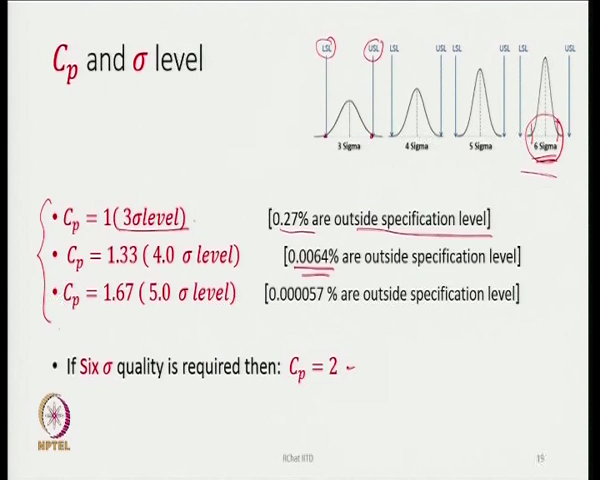 Cp and σ level
LSL USL LSL USL LSL USL LSL USL
3 Sigma 4 Sigma 5 Sigma 6 Sigma
• Cp = 1( 3σlevel) [0.27% are outside specification level]
• Cp = 1.33 ( 4.0 σ level) [0.0064% are outside specification level]
• Cp = 1.67 ( 5.0 σ level) [0.000057 % are outside specification level]
• If Six σ quality is required then: Cp = 2
NPTEL
RChat IITD
19